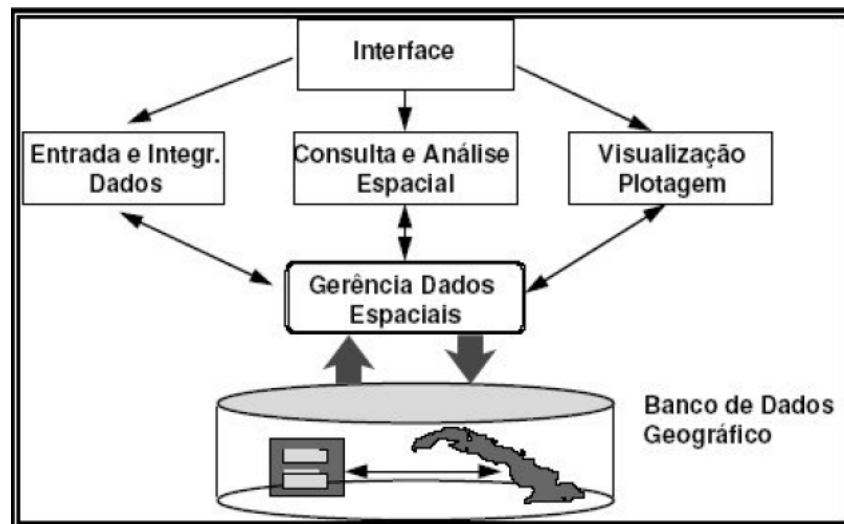 Interface
Entrada e Integr.
Dados
Consulta e Análise
Espacial
Visualização
Plotagem
Gerência Dados
Espaciais
Banco de Dados
Geográfico